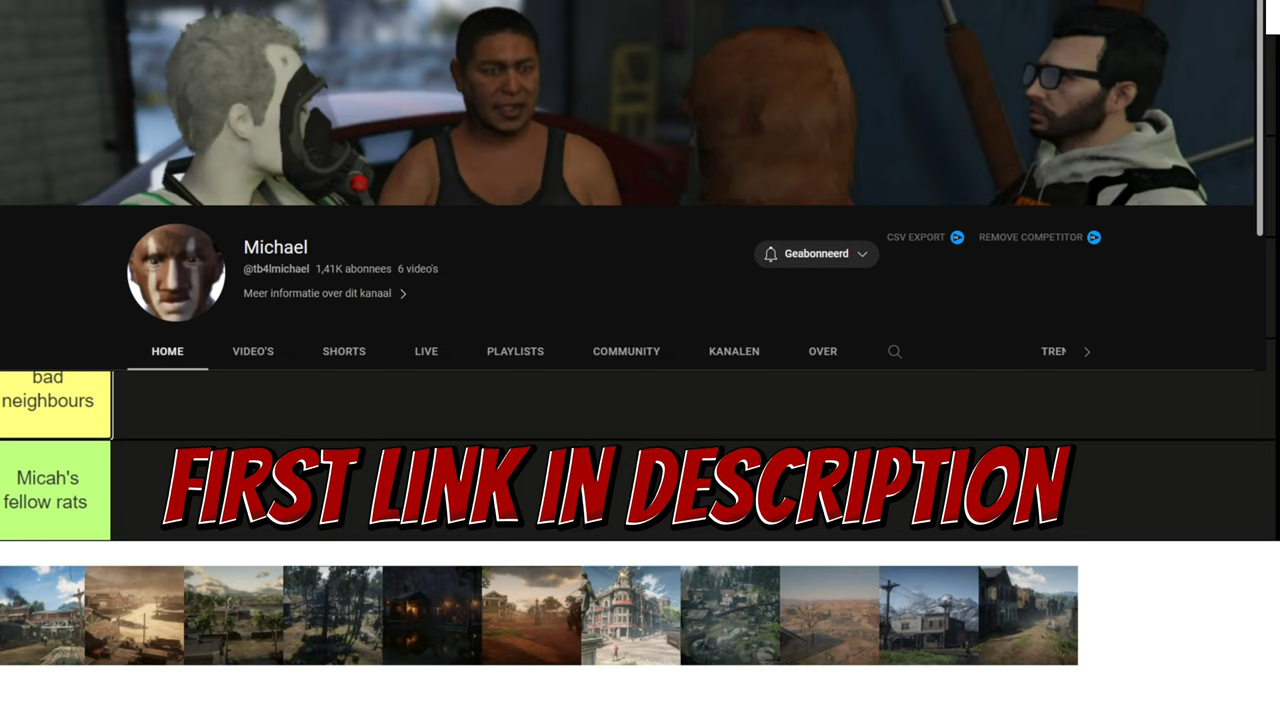 Michael
@tb4lmichael 1,41K abonnees 6 video's
Meer informatie over dit kanaal
Geabonneerd
CSV EXPORT
REMOVE COMPETITOR
HOME VIDEO'S SHORTS LIVE PLAYLISTS COMMUNITY KANALEN OVER TREN
bad
neighbours
Micah's
fellow rats
FIRST LINK IN DESCRIPTION